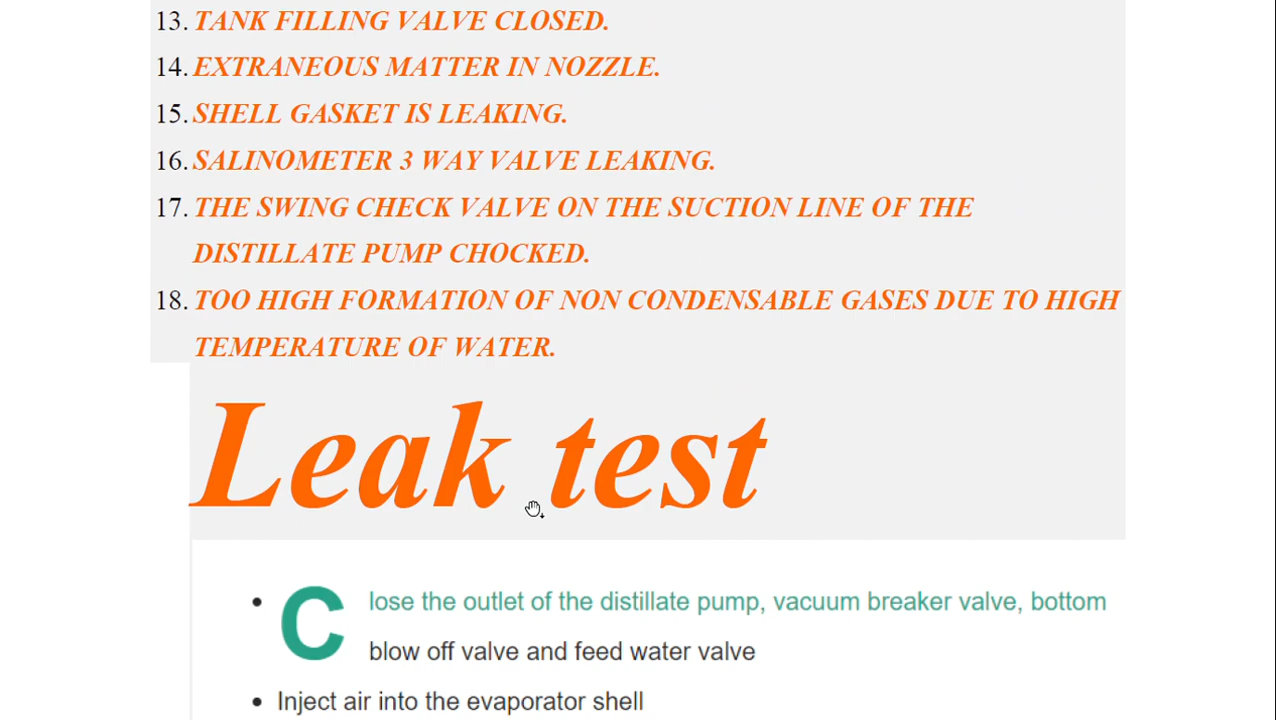 13. TANK FILLING VALVE CLOSED.
14. EXTRANEOUS MATTER IN NOZZLE.
15. SHELL GASKET IS LEAKING.
16. SALINOMETER 3 WAY VALVE LEAKING.
17. THE SWING CHECK VALVE ON THE SUCTION LINE OF THE
DISTILLATE PUMP CHOCKED.
18. TOO HIGH FORMATION OF NON CONDENSABLE GASES DUE TO HIGH
TEMPERATURE OF WATER.
Leak test
• Close the outlet of the distillate pump, vacuum breaker valve, bottom
blow off valve and feed water valve
• Inject air into the evaporator shell